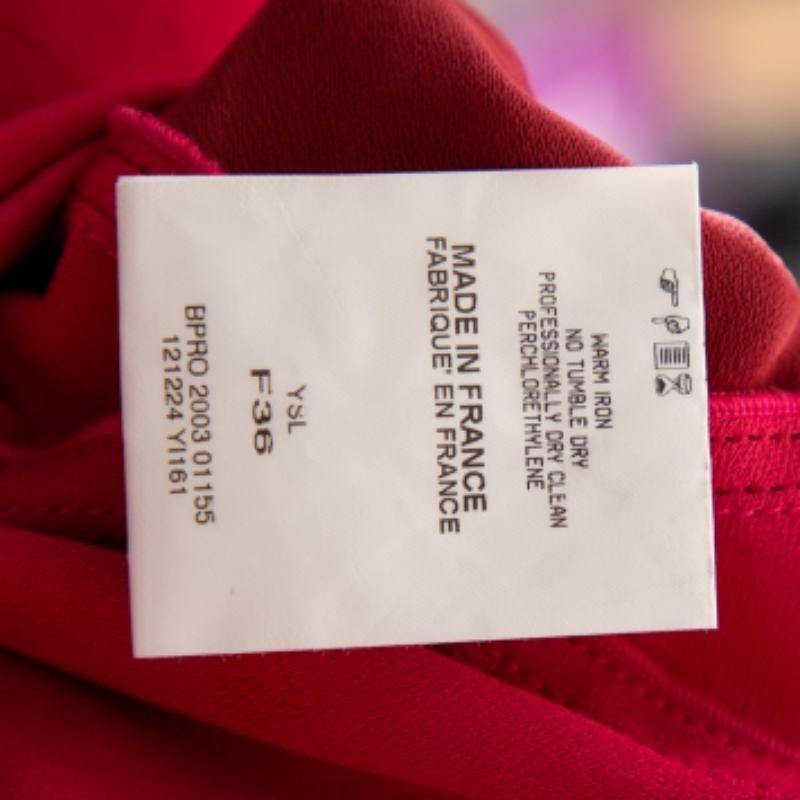 WARM IRON
NO TUMBLE DRY
PROFESSIONALLY DRY CLEAN
PERCHLORETHYLENE
MADE IN FRANCE
FABRIQUE' EN FRANCE
YSL
F36
BPRO 2003 01155
121224 YI161